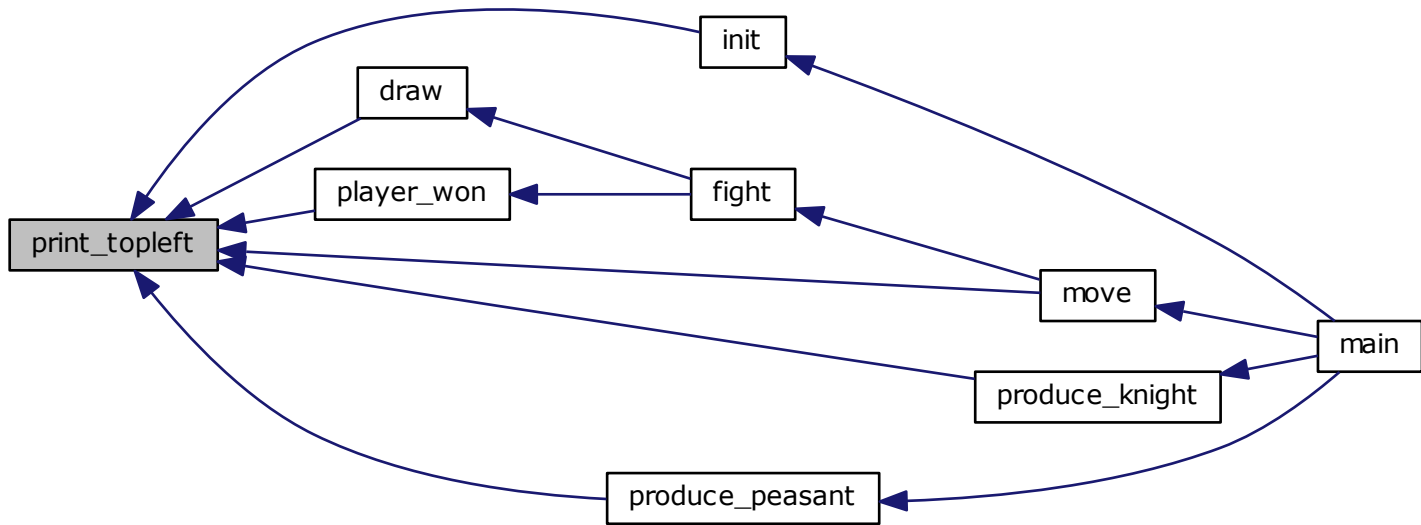 init
draw
player_won
fight
print_topleft
move
main
produce_knight
produce_peasant